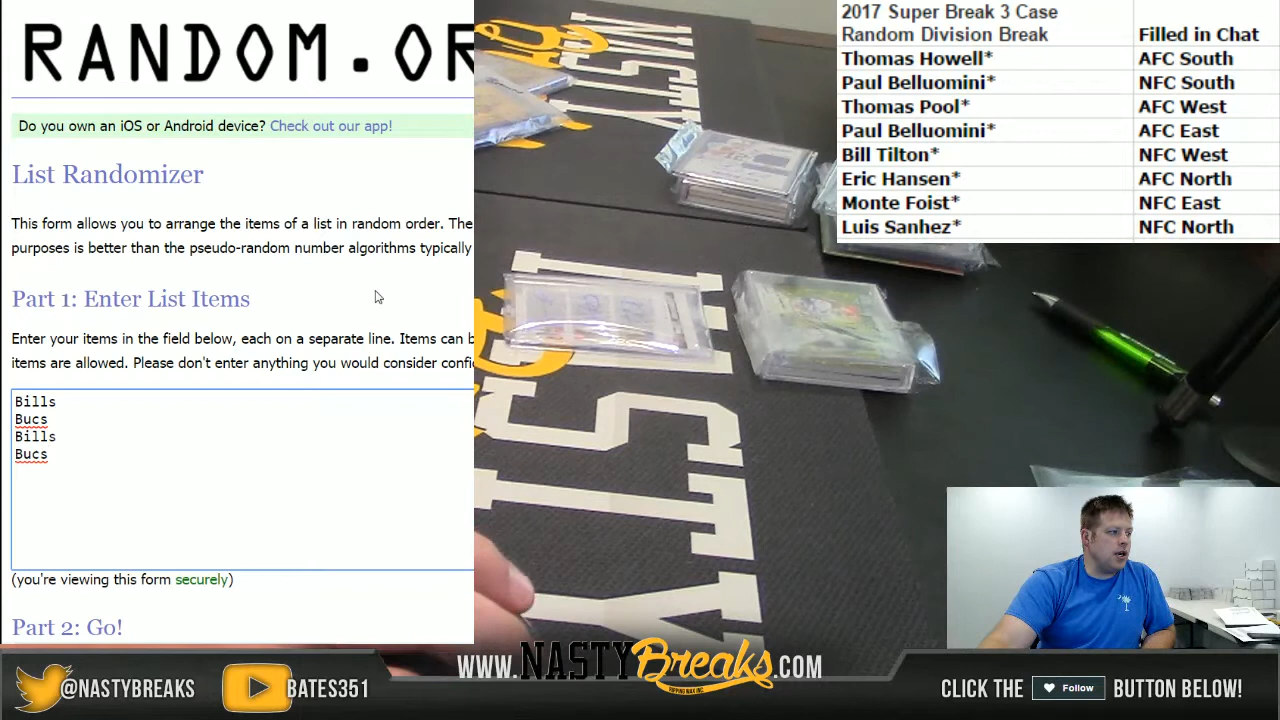 RANDOM.OR
Do you own an iOS or Android device? Check out our app!
List Randomizer
This form allows you to arrange the items of a list in random order. The
purposes is better than the pseudo-random number algorithms typically
Part 1: Enter List Items
Enter your items in the field below, each on a separate line. Items can b
items are allowed. Please don't enter anything you would consider confi
Bills
Bucs
Bills
Bucs
(you're viewing this form securely)
Part 2: Go!
NASTY
NASTY
2017 Super Break 3 Case
Random Division Break Filled in Chat
Thomas Howell* AFC South
Paul Belluomini* NFC South
Thomas Pool* AFC West
Paul Belluomini* AFC East
Bill Tilton* NFC West
Eric Hansen* AFC North
Monte Foist* NFC East
Luis Sanhez* NFC North
@NASTYBREAKS
BATES351
WWW.NASTYBreaks.COM
RIPPING WAX INC.
CLICK THE Follow BUTTON BELOW!